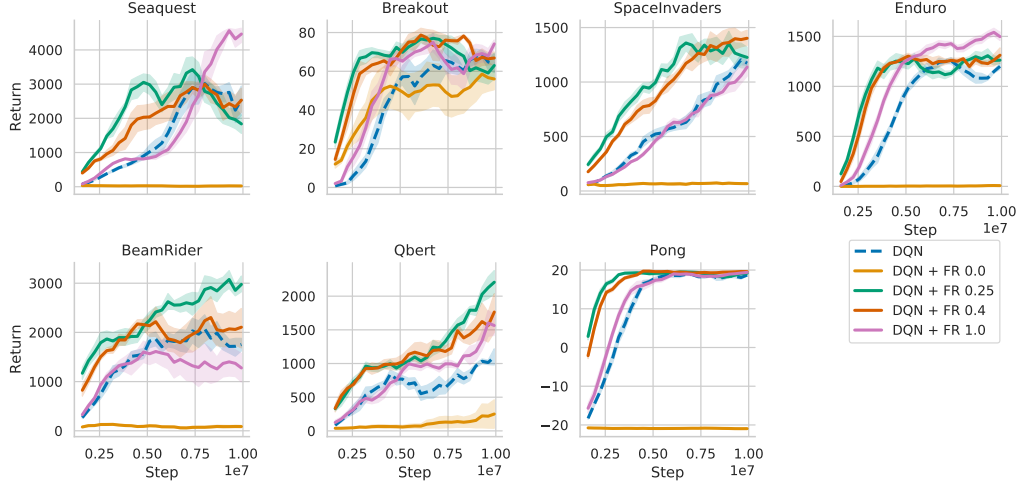 Seaquest
Breakout
SpaceInvaders
Enduro
Return
4000
3000
2000
1000
0
80
60
40
20
0
1500
1000
500
0
1500
1000
500
0
0.25 0.50 0.75 1.00
Step
1e7
BeamRider
Qbert
Pong
Return
3000
2000
1000
0
0.25 0.50 0.75 1.00
Step
1e7
2000
1500
1000
500
0
0.25 0.50 0.75 1.00
Step
1e7
20
10
0
−10
−20
0.25 0.50 0.75 1.00
Step
1e7
DQN
DQN + FR 0.0
DQN + FR 0.25
DQN + FR 0.4
DQN + FR 1.0